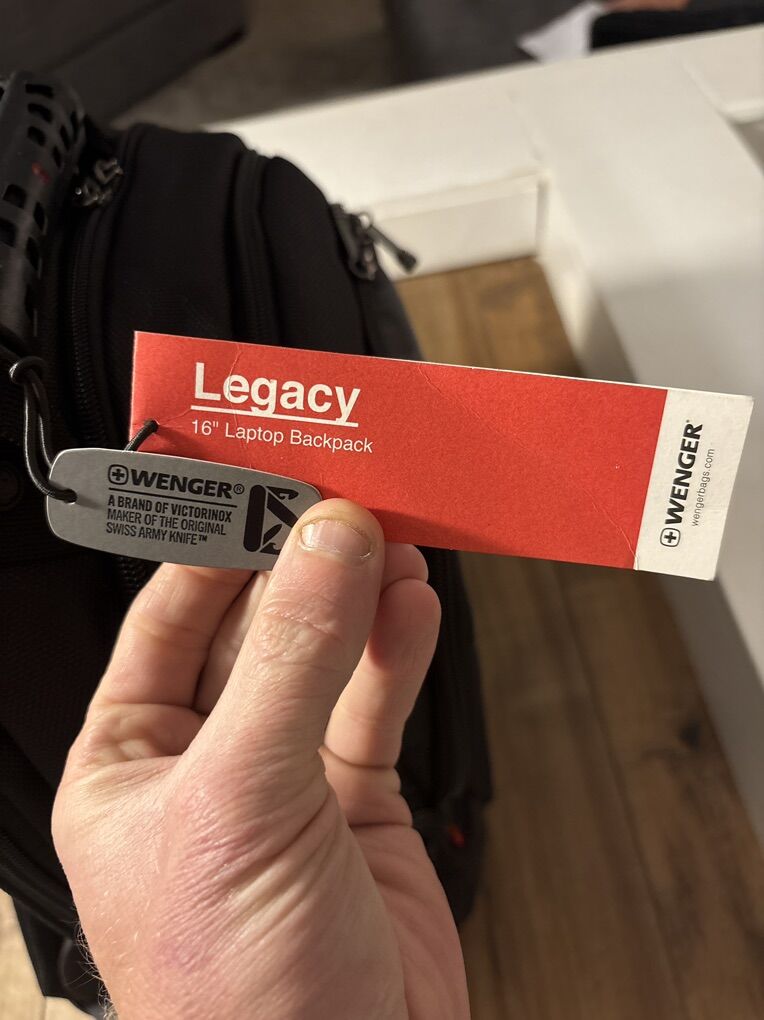 Legacy
16" Laptop Backpack
WENGER®
A BRAND OF VICTORINOX
MAKER OF THE ORIGINAL
SWISS ARMY KNIFE™
WENGER®
wengerbags.com